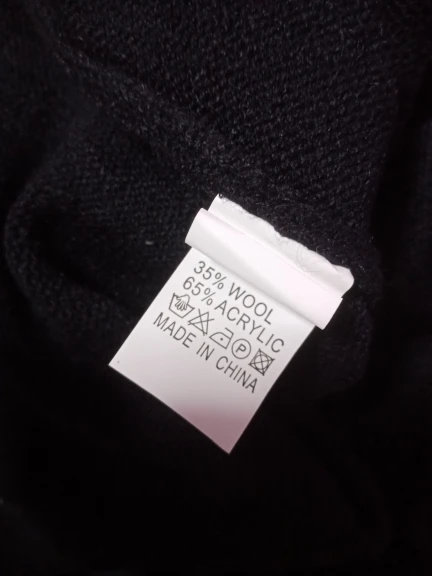 35% WOOL
65% ACRYLIC
P
MADE IN CHINA